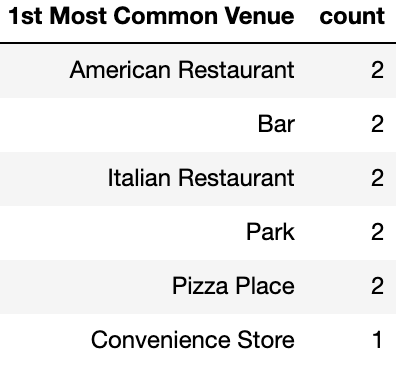 1st Most Common Venue count
American Restaurant 2
Bar 2
Italian Restaurant 2
Park 2
Pizza Place 2
Convenience Store 1